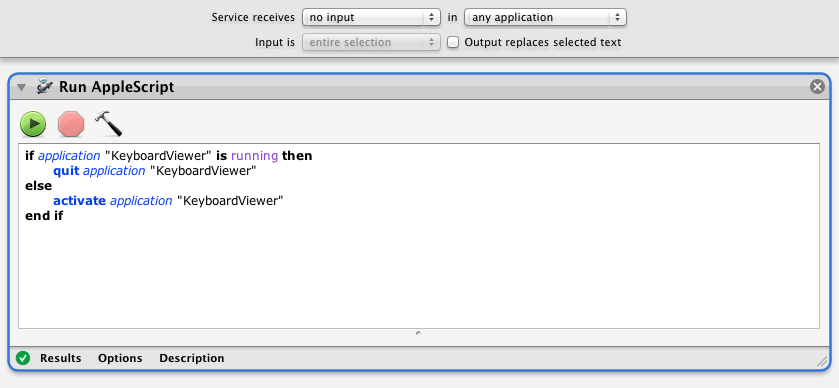 Service receives no input in any application
Input is entire selection Output replaces selected text
Run AppleScript
if application "KeyboardViewer" is running then
quit application "KeyboardViewer"
else
activate application "KeyboardViewer"
end if
Results Options Description